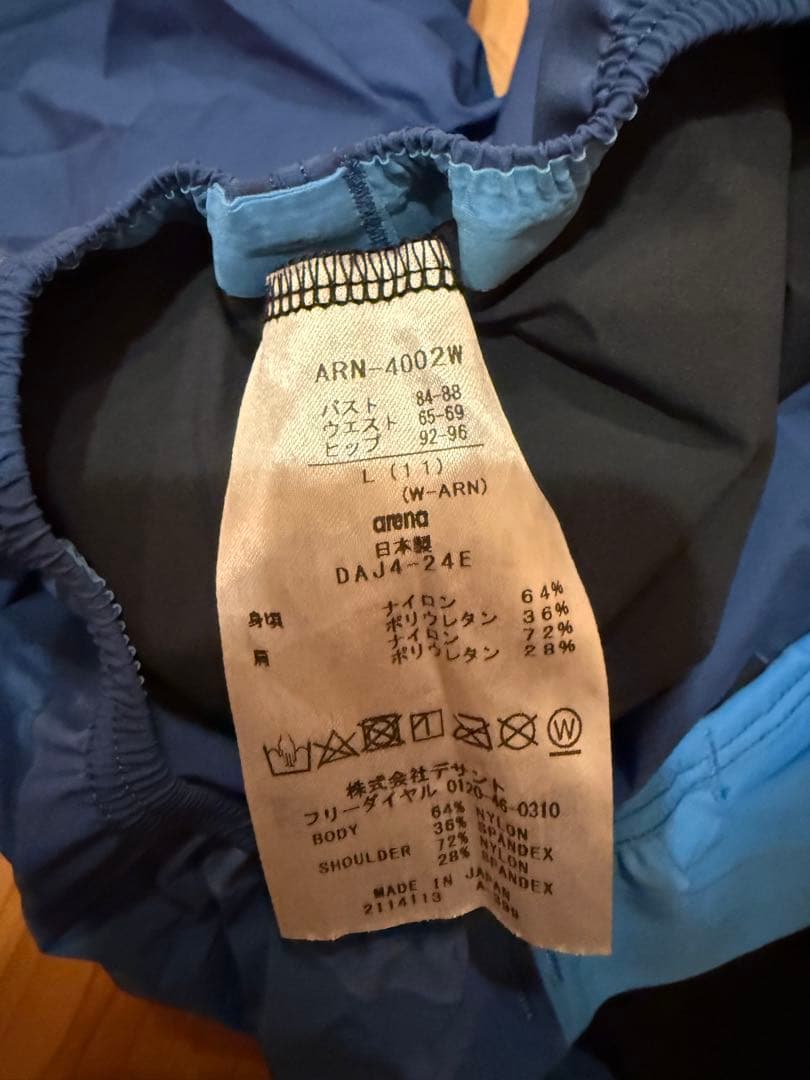 ARN-4002W
バスト 84-88
ウエスト 65-69
ヒップ 92-96
L (11)
(W-ARN)
arena
日本製
DAJ4-24E
身頃 ナイロン 64%
ポリウレタン 36%
肩 ナイロン 72%
ポリウレタン 28%
W
株式会社デサント
フリーダイヤル 0120-46-0310
BODY 64% NYLON
36% SPANDEX
SHOULDER 72% NYLON
28% SPANDEX
MADE IN JAPAN
2114113 A-399